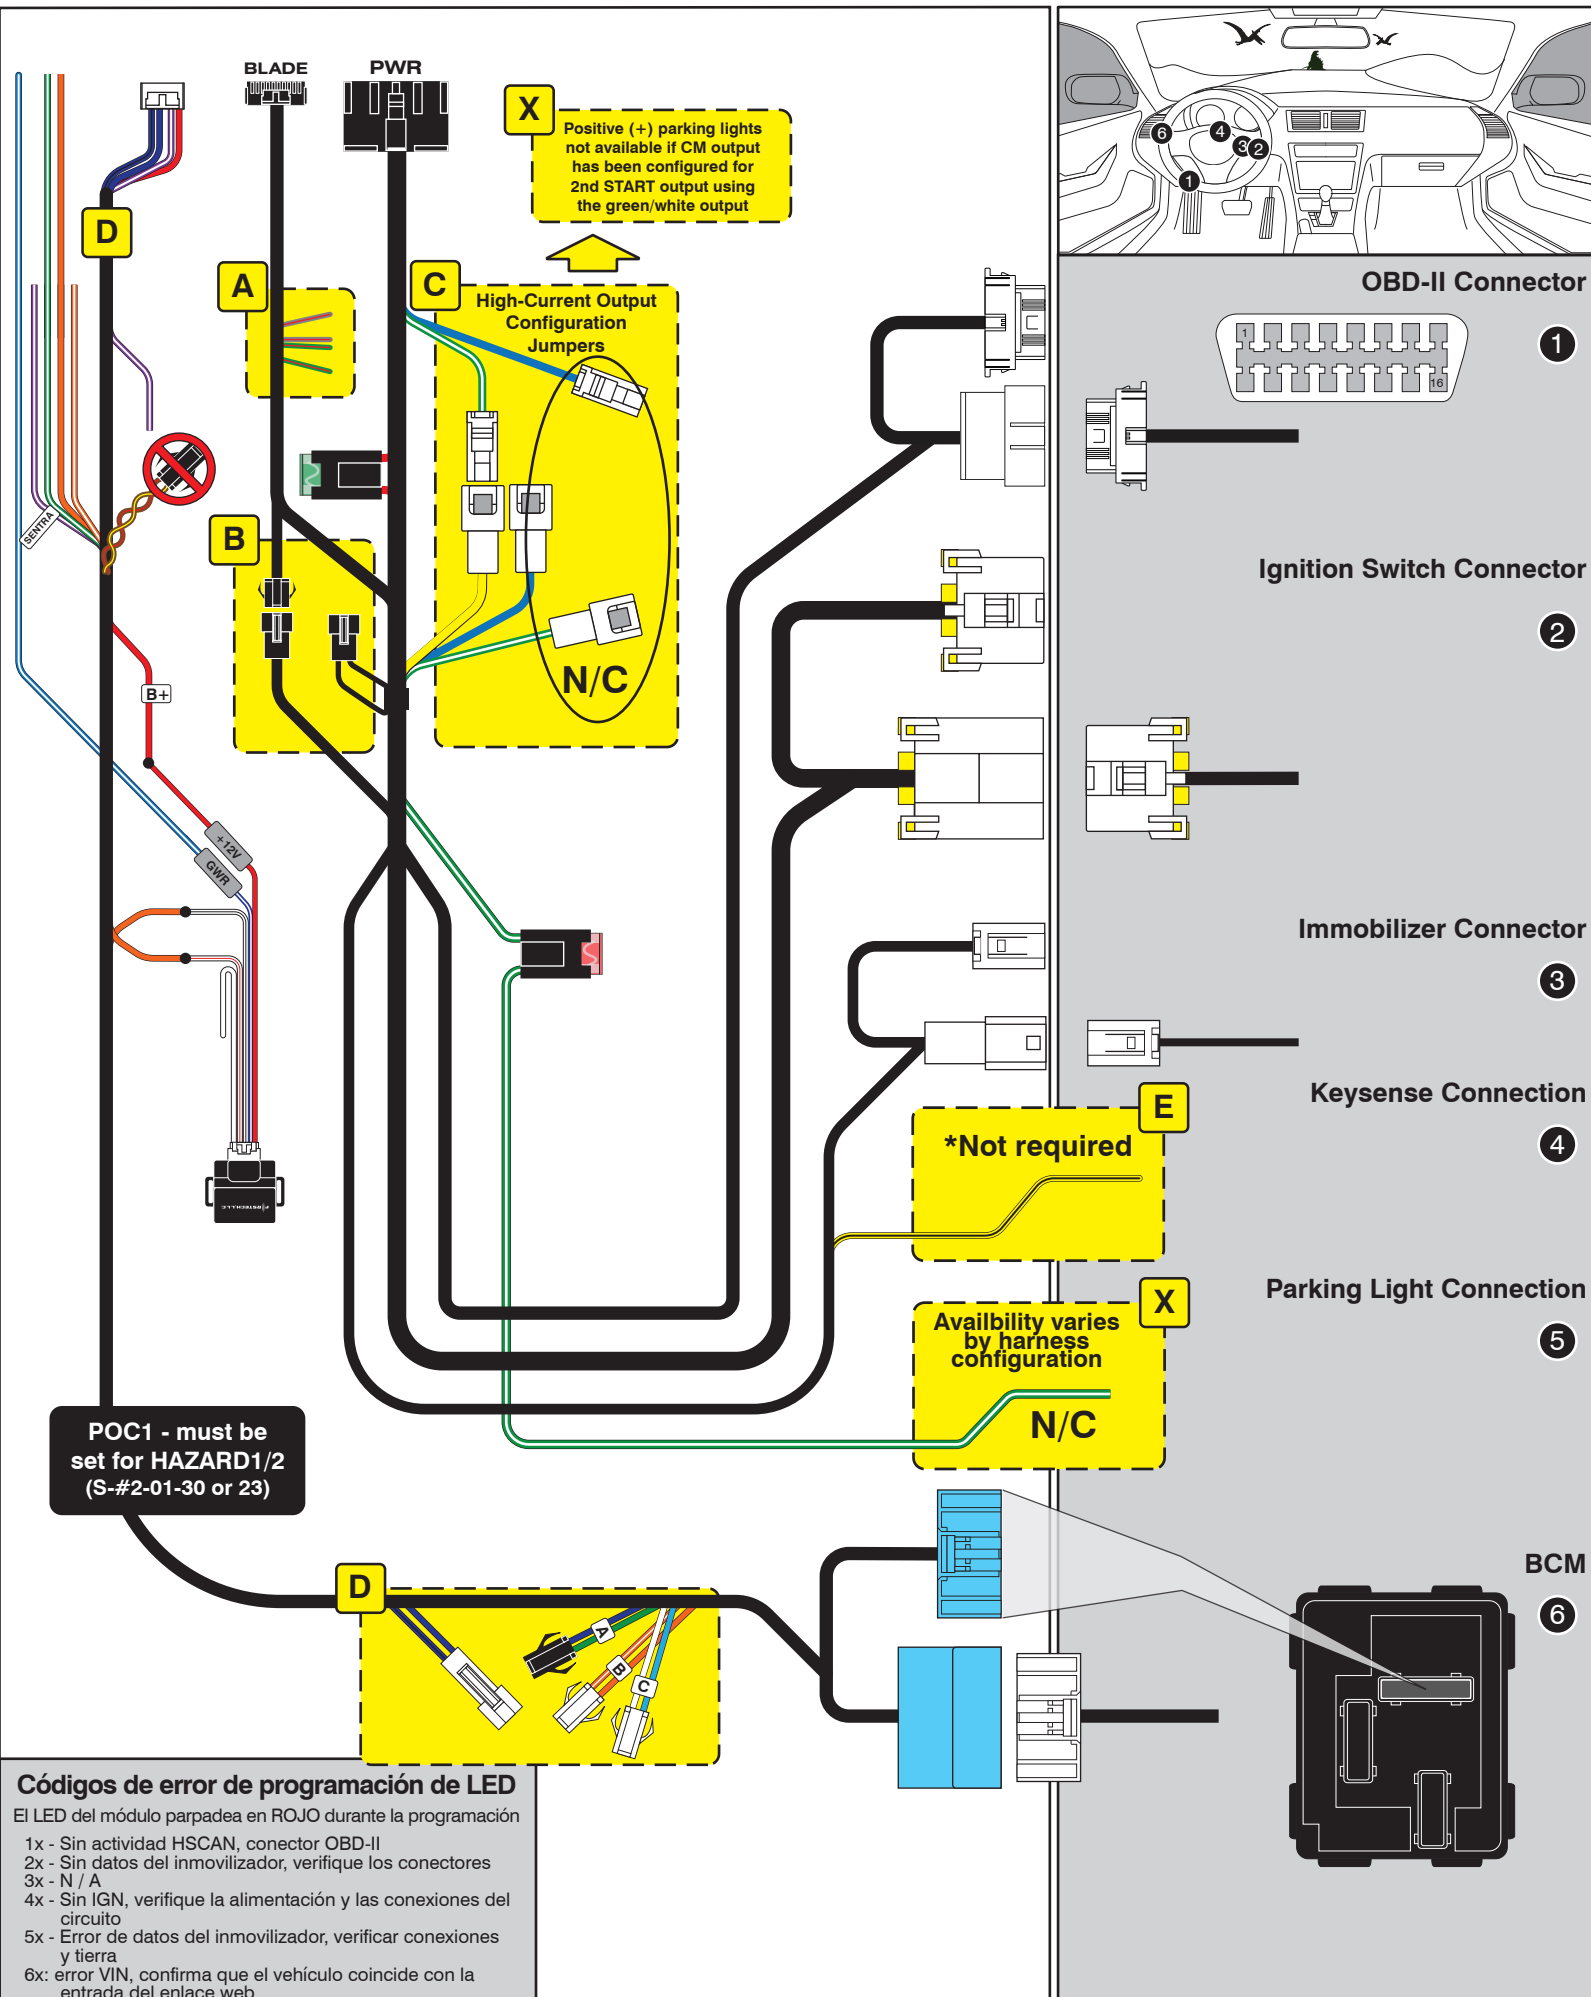 BLADE
PWR
X
Positive (+) parking lights
not available if CM output
has been configured for
2nd START output using
the green/white output
6
4
3
2
1
D
A
C
High-Current Output
Configuration
Jumpers
OBD-II Connector
1
1
16
SENTRA
B
Ignition Switch Connector
2
N/C
B+
+12V
GWR
Immobilizer Connector
3
Keysense Connection
4
E
*Not required
FIRSTECH,LLC
Parking Light Connection
5
X
Availbility varies
by harness
configuration
N/C
POC1 - must be
set for HAZARD1/2
(S-#2-01-30 or 23)
BCM
6
D
A
B
C
Códigos de error de programación de LED
El LED del módulo parpadea en ROJO durante la programación
1x - Sin actividad HSCAN, conector OBD-II
2x - Sin datos del inmovilizador, verifique los conectores
3x - N / A
4x - Sin IGN, verifique la alimentación y las conexiones del
circuito
5x - Error de datos del inmovilizador, verificar conexiones
y tierra
6x: error VIN, confirma que el vehículo coincide con la
entrada del enlace web